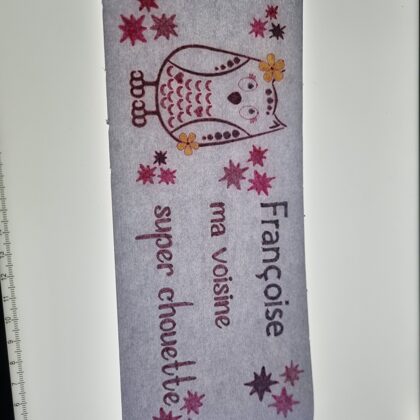 Françoise
ma voisine
super chouette